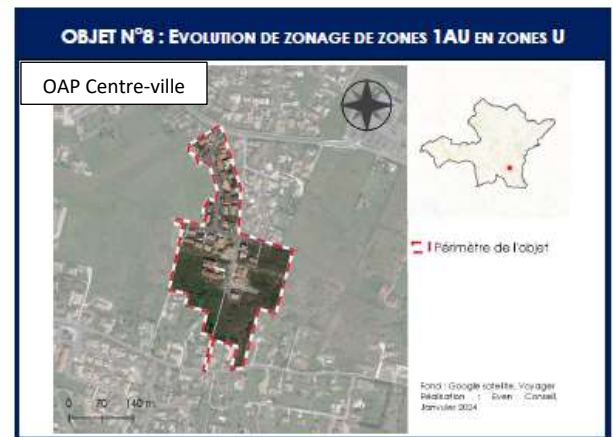 OBJET N°8 : EVOLUTION DE ZONAGE DE ZONES 1AU EN ZONES U
OAP Centre-ville
Périmètre de l'objet
0 70 140 m
Fond : Google satellite, Voyager
Réalisation : Even Conseil,
Janvier 2024